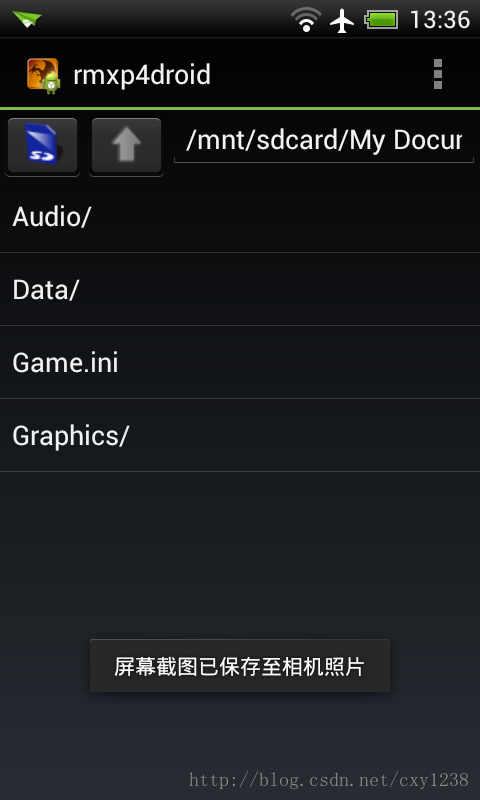 13:36
rmxp4droid
/mnt/sdcard/My Docur
Audio/
Data/
Game.ini
Graphics/
屏幕截图已保存至相机照片
http://blog.csdn.net/cxy1238